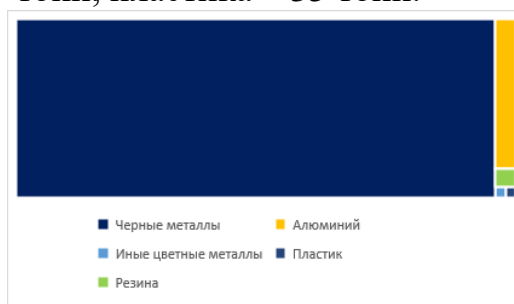 Черные металлы
Алюминий
Иные цветные металлы
Пластик
Резина